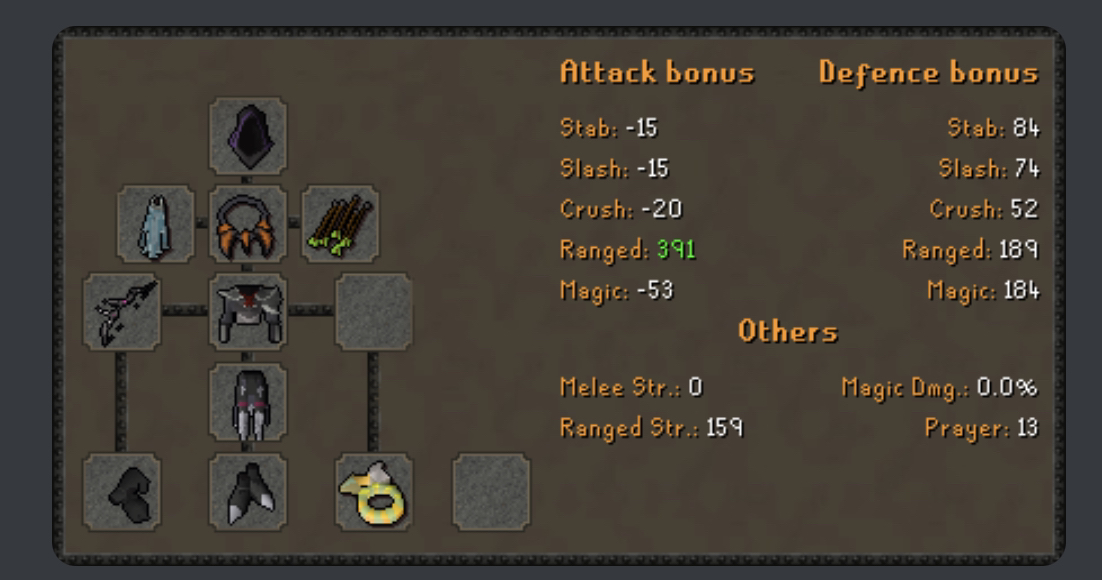 Attack bonus Defence bonus
Stab: -15 Stab: 84
Slash: -15 Slash: 74
Crush: -20 Crush: 52
Ranged: 391 Ranged: 189
Magic: -53 Magic: 184
Others
Melee Str.: 0 Magic Dmg.: 0.0%
Ranged Str.: 159 Prayer: 13